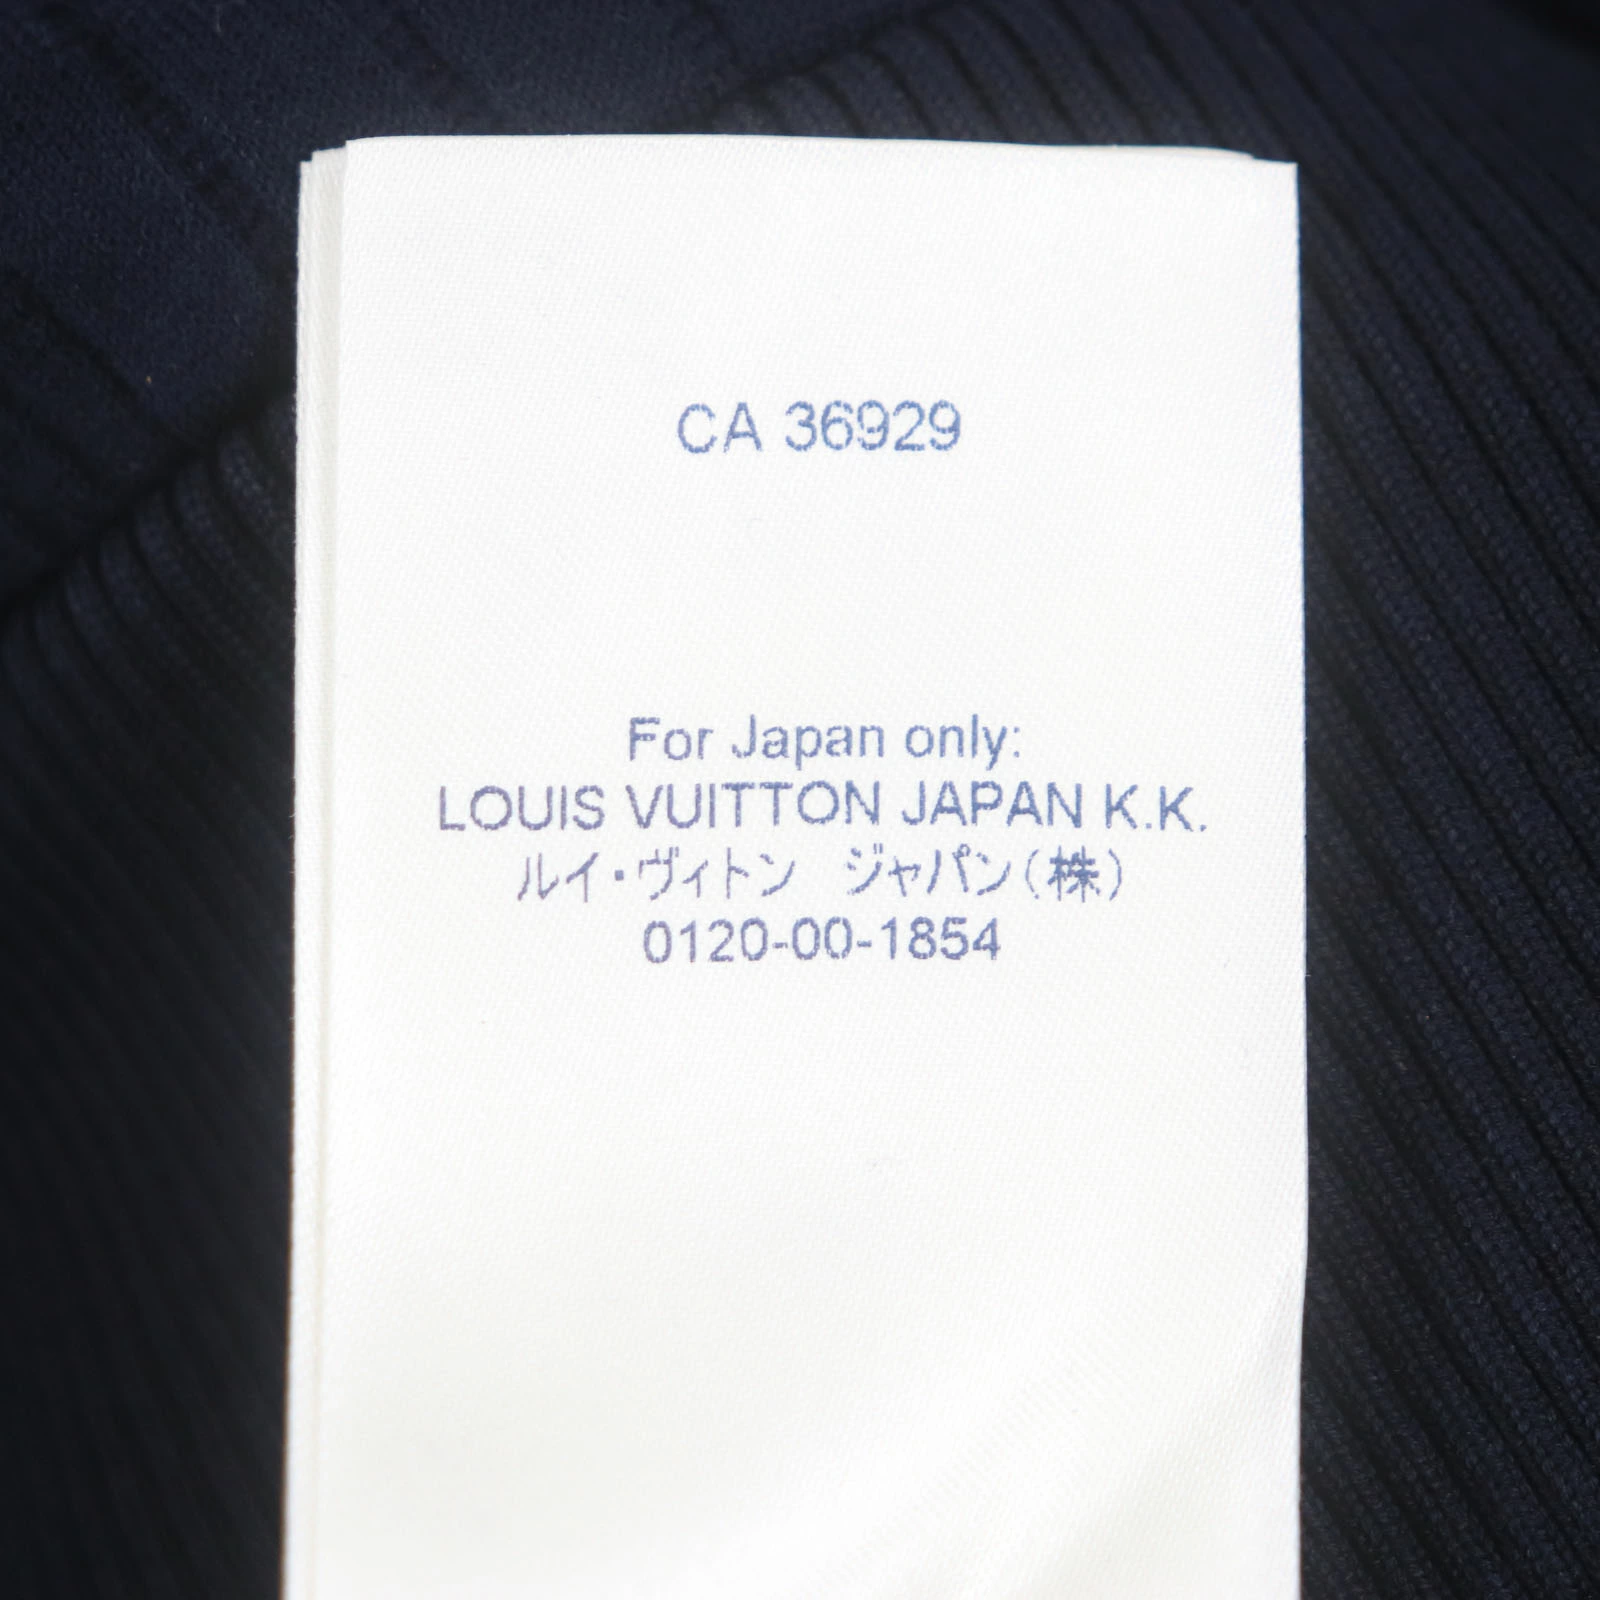 CA 36929
For Japan only:
LOUIS VUITTON JAPAN K.K.
ルイ・ヴィトン　ジャパン(株)
0120-00-1854